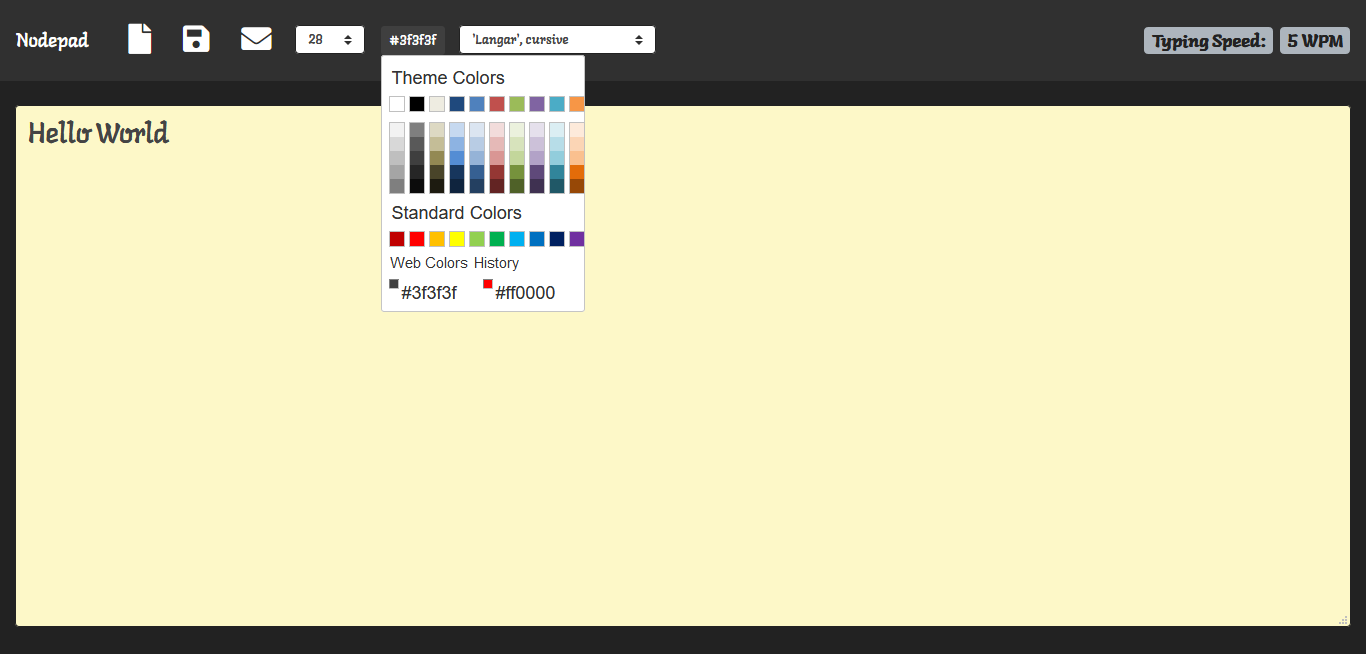 Nodepad 28 #3f3f3f 'Langar', cursive Typing Speed: 5 WPM
Theme Colors
Hello World
Standard Colors
Web Colors History
#3f3f3f #ff0000